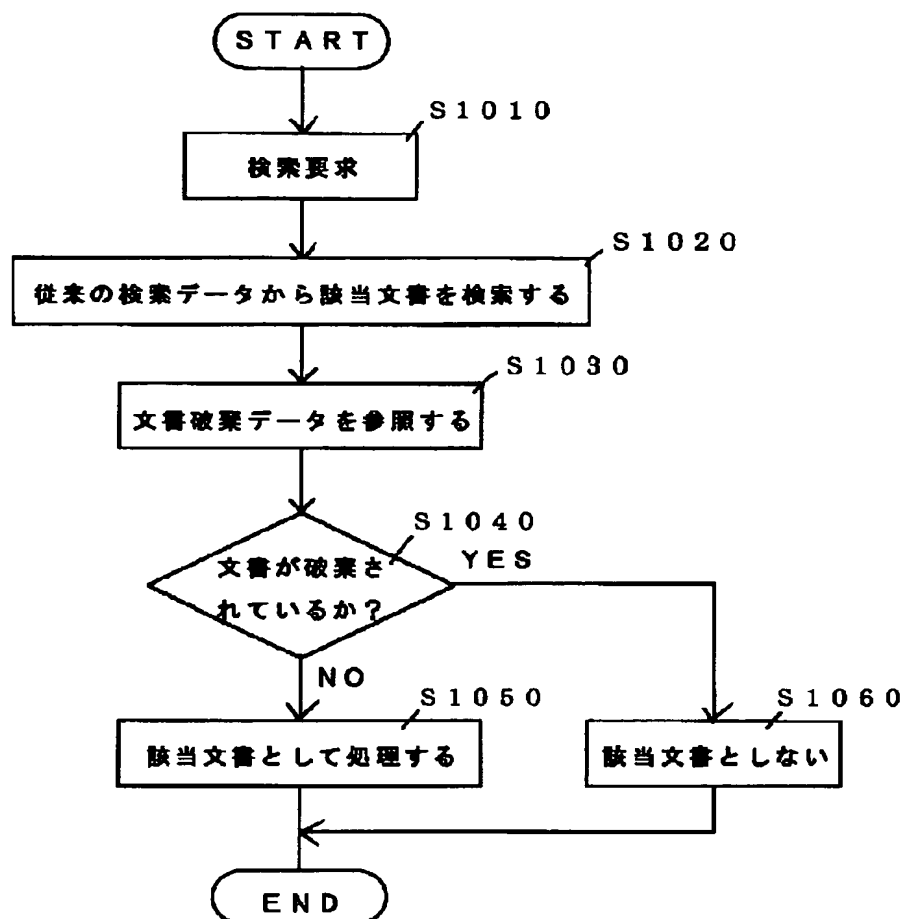 START
S1010
検索要求
S1020
従来の検索データから該当文書を検索する
S1030
文書破棄データを参照する
S1040
文書が破棄さ
れているか?
YES
NO
S1050
該当文書として処理する
S1060
該当文書としない
END